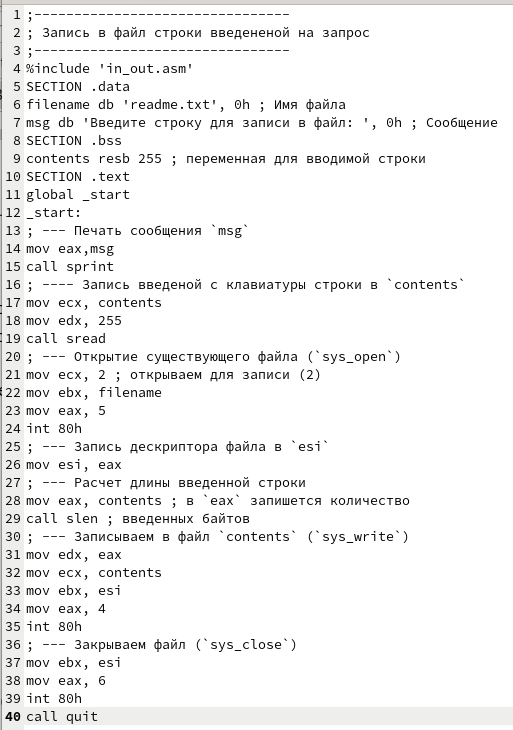 1 ;--------------------------------
2 ; Запись в файл строки введененой на запрос
3 ;--------------------------------
4 %include 'in_out.asm'
5 SECTION .data
6 filename db 'readme.txt', 0h ; Имя файла
7 msg db 'Введите строку для записи в файл: ', 0h ; Сообщение
8 SECTION .bss
9 contents resb 255 ; переменная для вводимой строки
10 SECTION .text
11 global _start
12 _start:
13 ; --- Печать сообщения `msg`
14 mov eax,msg
15 call sprint
16 ; ---- Запись введеной с клавиатуры строки в `contents`
17 mov ecx, contents
18 mov edx, 255
19 call sread
20 ; --- Открытие существующего файла (`sys_open`)
21 mov ecx, 2 ; открываем для записи (2)
22 mov ebx, filename
23 mov eax, 5
24 int 80h
25 ; --- Запись дескриптора файла в `esi`
26 mov esi, eax
27 ; --- Расчет длины введенной строки
28 mov eax, contents ; в `eax` запишется количество
29 call slen ; введенных байтов
30 ; --- Записываем в файл `contents` (`sys_write`)
31 mov edx, eax
32 mov ecx, contents
33 mov ebx, esi
34 mov eax, 4
35 int 80h
36 ; --- Закрываем файл (`sys_close`)
37 mov ebx, esi
38 mov eax, 6
39 int 80h
40 call quit